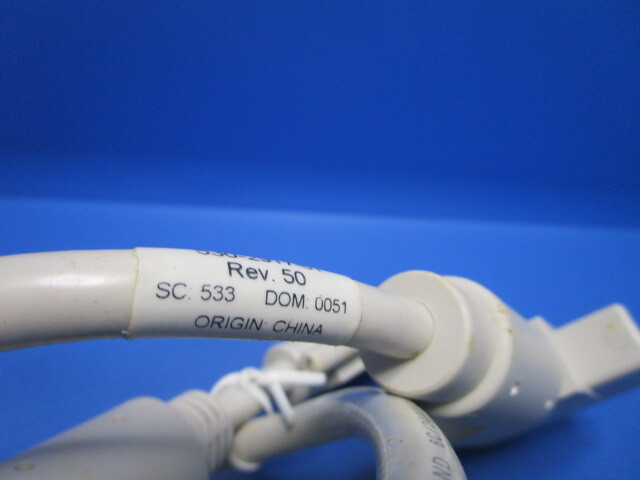 Rev. 50
SC: 533 DOM: 0051
ORIGIN CHINA